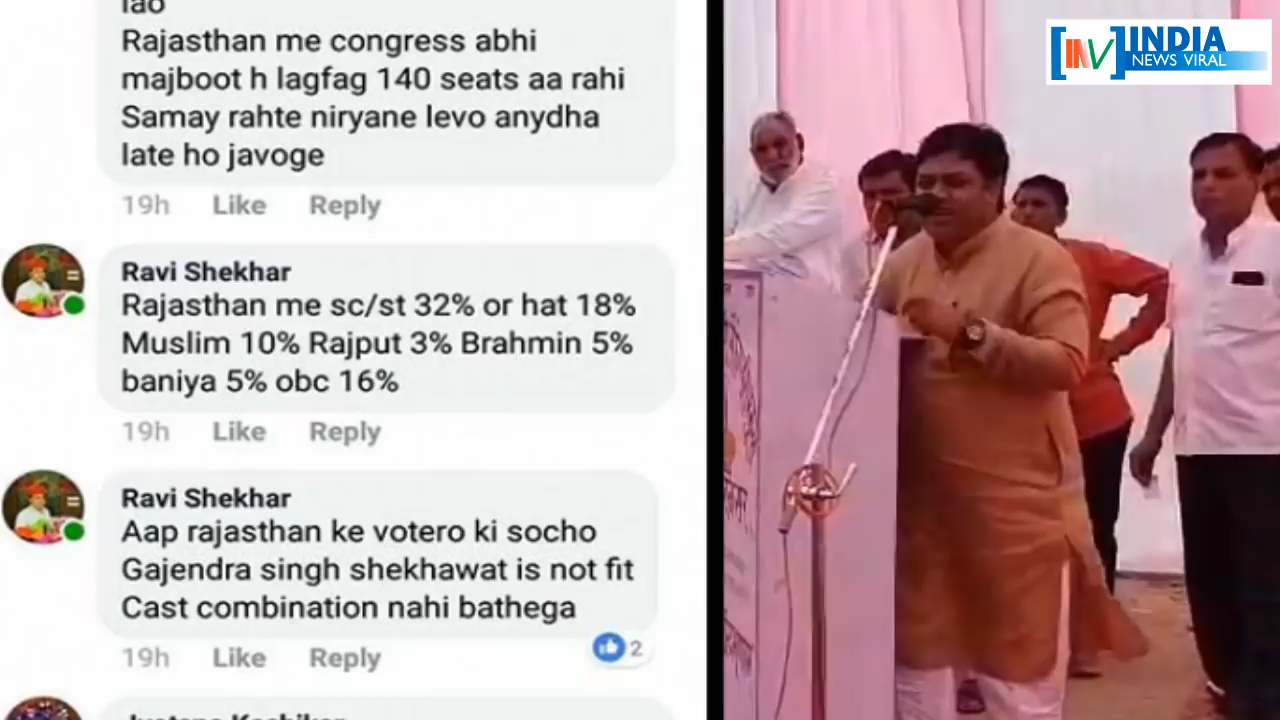 lao
Rajasthan me congress abhi
majboot h lagfag 140 seats aa rahi
Samay rahte niryane levo anydha
late ho javoge
19h Like Reply
Ravi Shekhar
Rajasthan me sc/st 32% or hat 18%
Muslim 10% Rajput 3% Brahmin 5%
baniya 5% obc 16%
19h Like Reply
Ravi Shekhar
Aap rajasthan ke votero ki socho
Gajendra singh shekhawat is not fit
Cast combination nahi bathega
2
19h Like Reply
[INV] INDIA
NEWS VIRAL